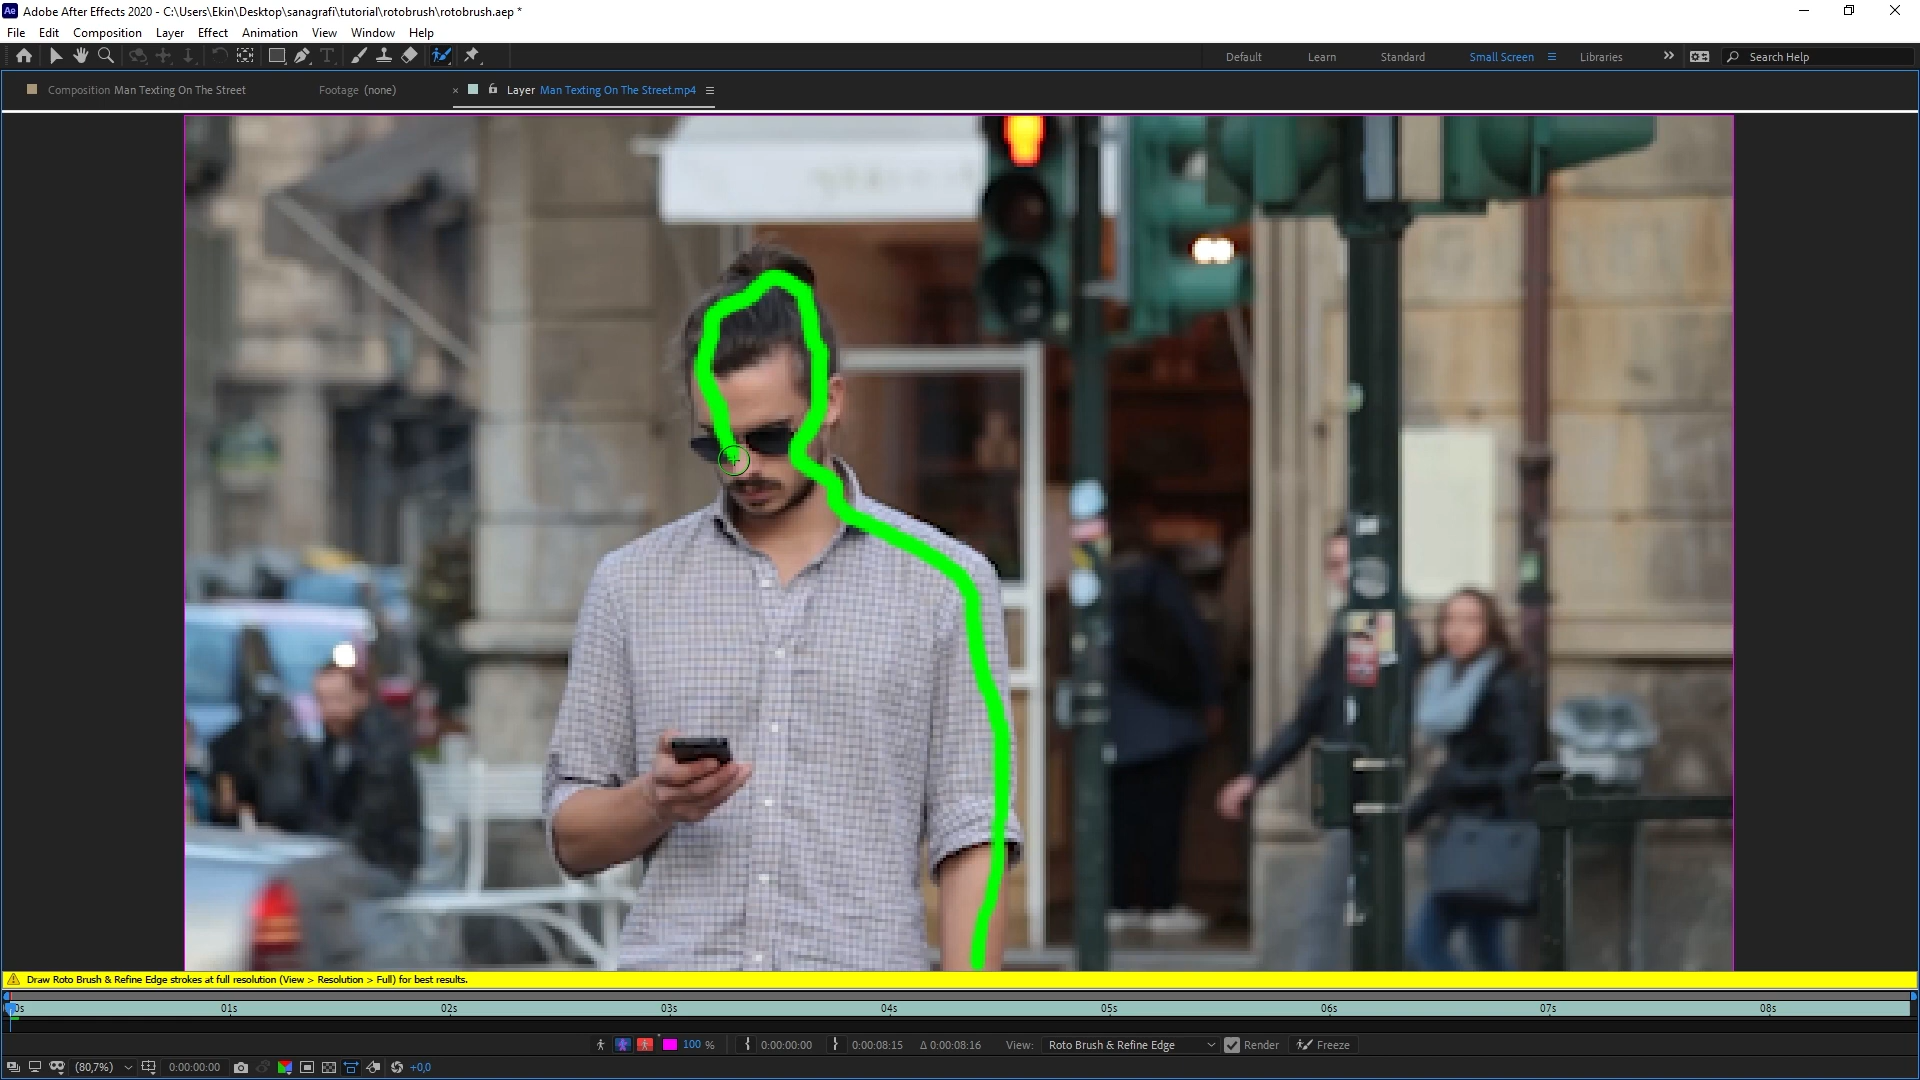 Adobe After Effects 2020 - C:\Users\Ekin\Desktop\sanagrafi\tutorial\rotobrush\rotobrush.aep *
File Edit Composition Layer Effect Animation View Window Help
Default Learn Standard Small Screen Libraries Search Help
Composition Man Texting On The Street Footage (none) × Layer Man Texting On The Street.mp4
Draw Roto Brush & Refine Edge strokes at full resolution (View > Resolution > Full) for best results.
0s 01s 02s 03s 04s 05s 06s 07s 08s
100 % 0:00:00:00 0:00:08:15 Δ 0:00:08:16 View: Roto Brush & Refine Edge Render Freeze
(80,7%) 0:00:00:00 +0,0